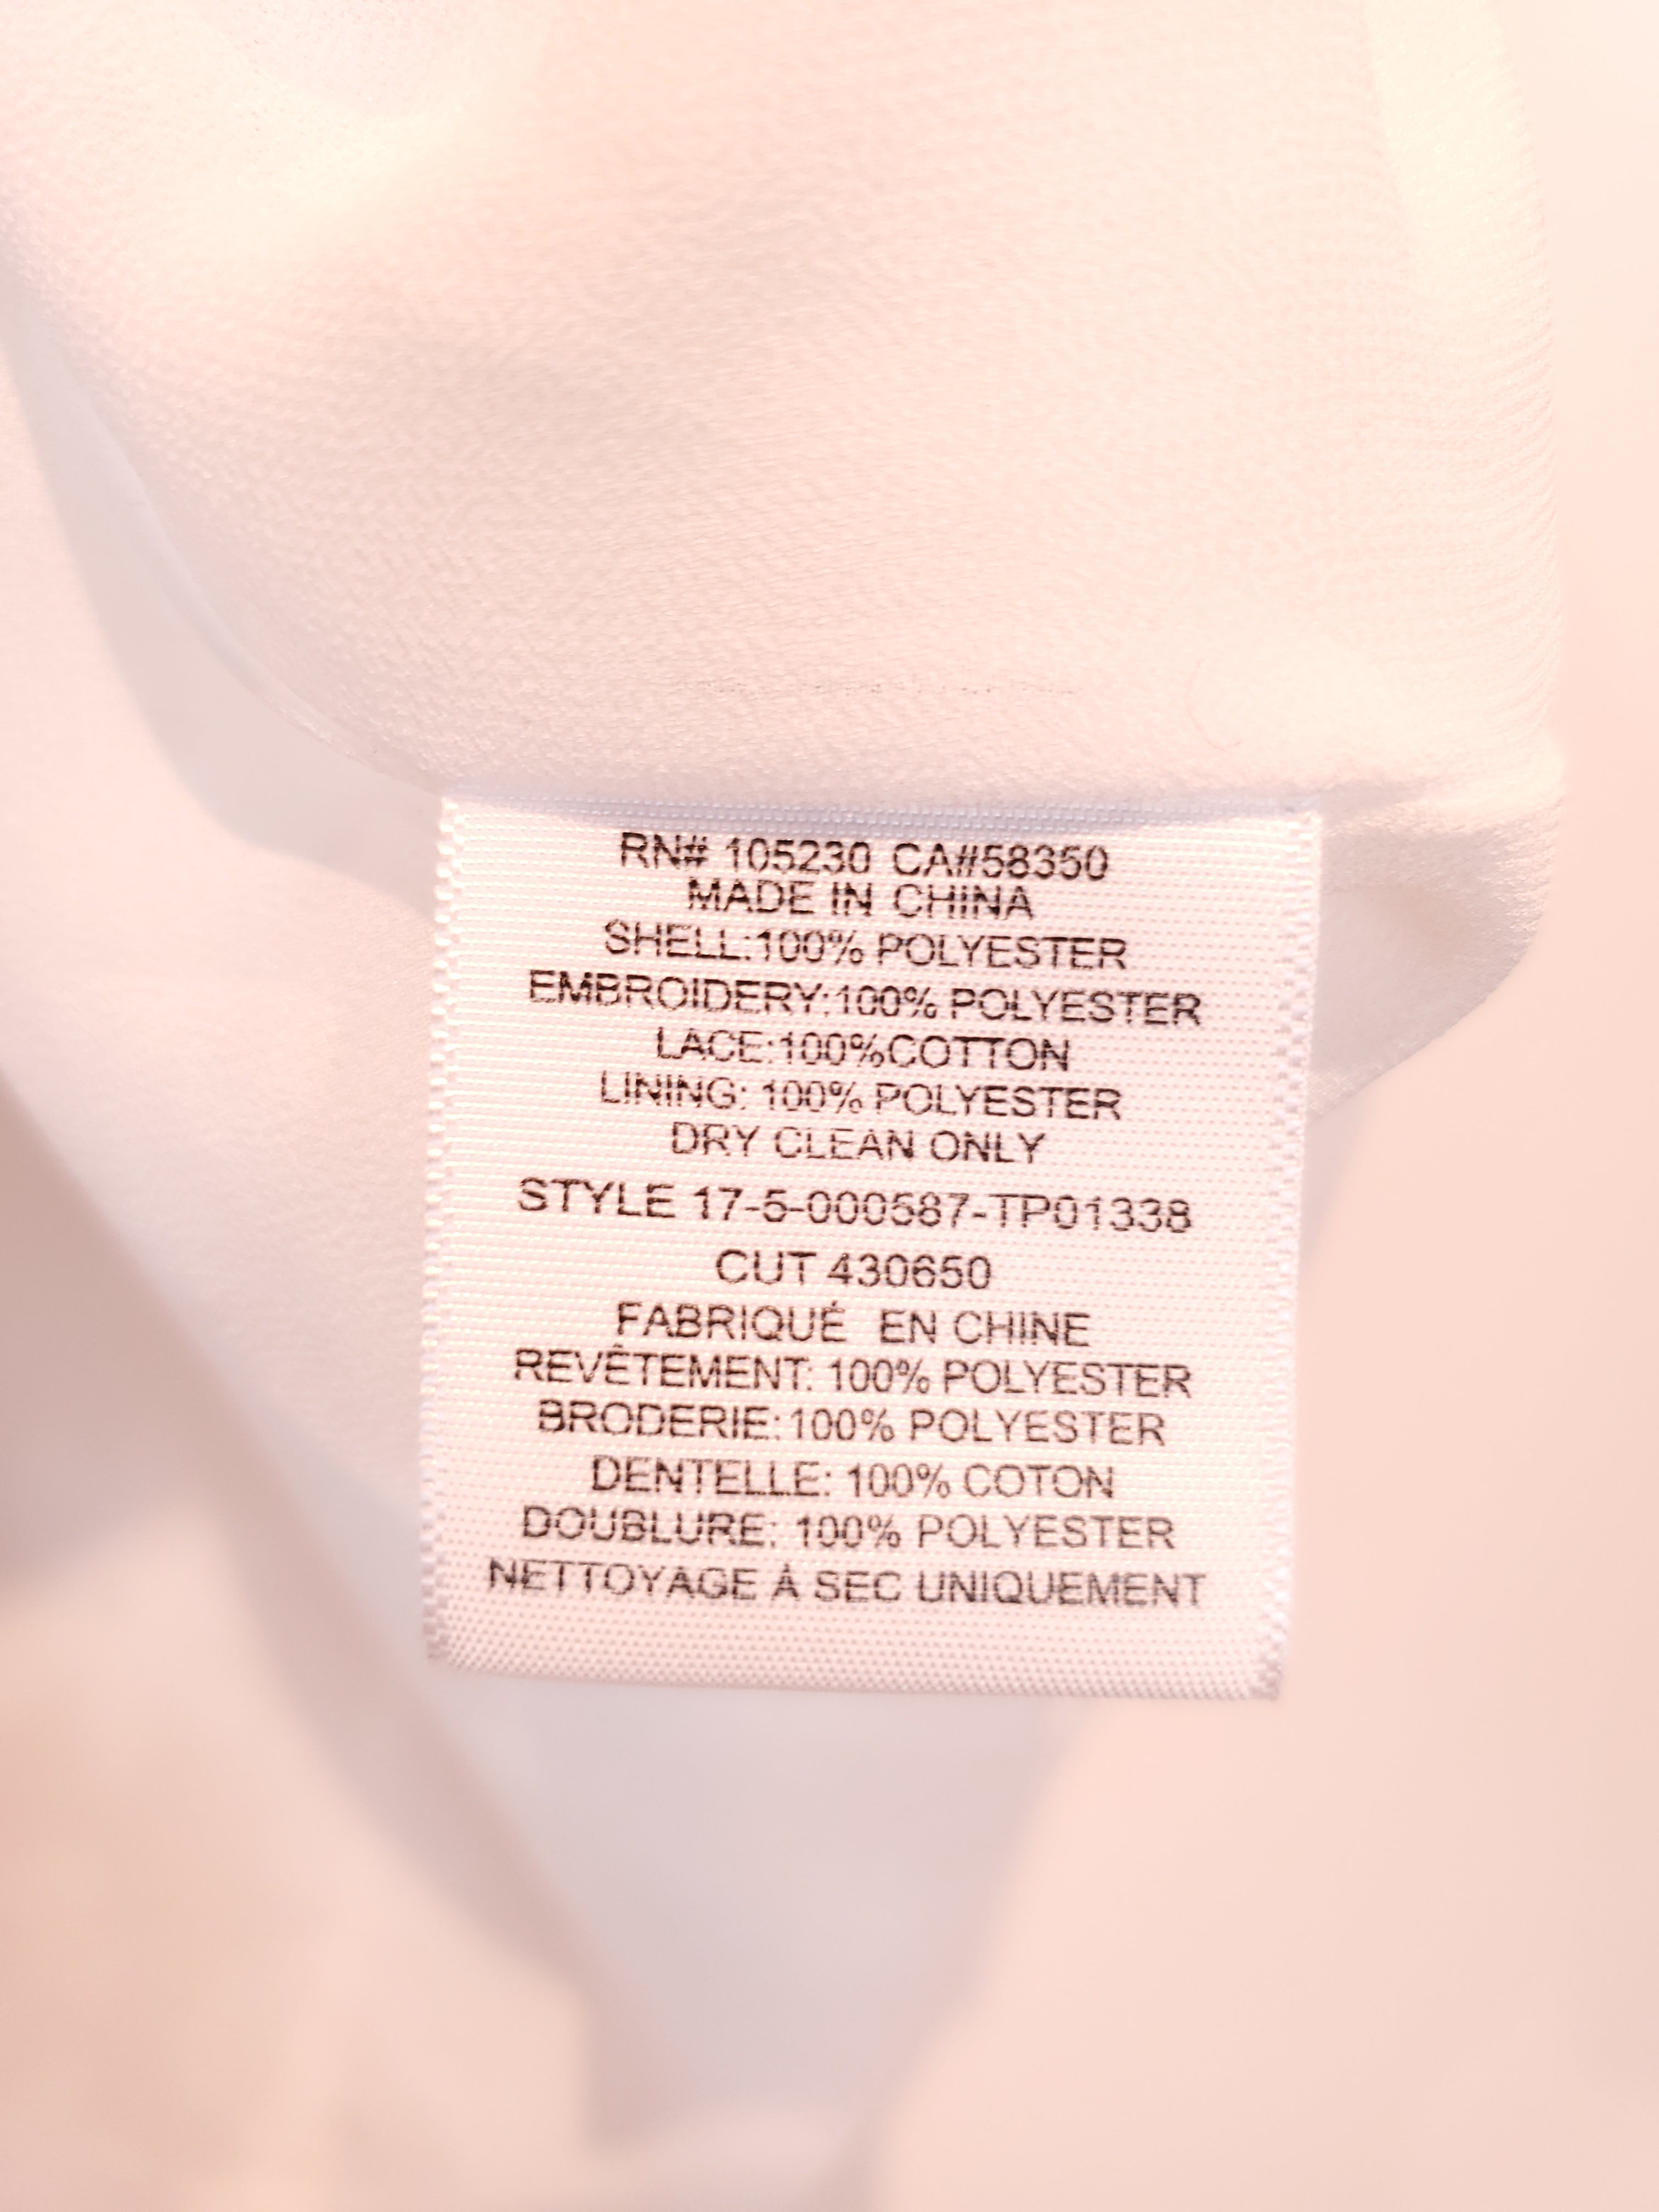 RN# 105230 CA#58350
MADE IN CHINA
SHELL:100% POLYESTER
EMBROIDERY:100% POLYESTER
LACE:100%COTTON
LINING: 100% POLYESTER
DRY CLEAN ONLY
STYLE 17-5-000587-TP01338
CUT 430650
FABRIQUÉ EN CHINE
REVÊTEMENT: 100% POLYESTER
BRODERIE:100% POLYESTER
DENTELLE: 100% COTON
DOUBLURE: 100% POLYESTER
NETTOYAGE À SEC UNIQUEMENT